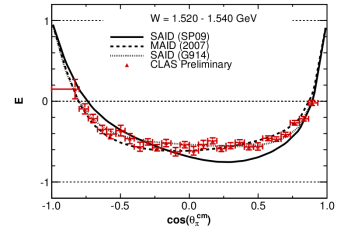 W = 1.520 - 1.540 GeV
SAID (SP09)
MAID (2007)
SAID (G914)
CLAS Preliminary
E
1
0
-1
-1.0 -0.5 0.0 0.5 1.0
cos(θπcm)